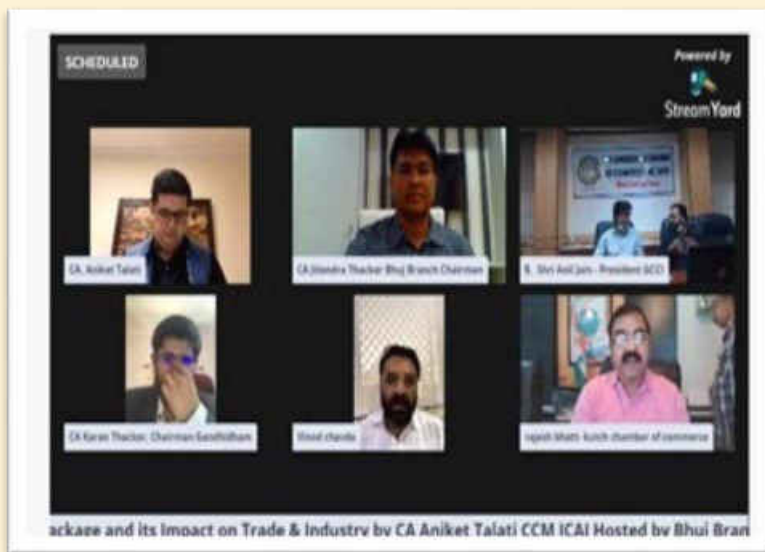 SCHEDULED
Powered by
StreamYard
CA. Aniket Talati
CA Jitendra Thacker Bhuj Branch Chairman
Shri Anil Jain - President GCCI
CA Karan Thacker, Chairman Gandhidham
Vinod chavda
rajesh bhatt- kutch chamber of commerce
ackage and its Impact on Trade & Industry by CA Aniket Talati CCM ICAI Hosted by Bhuj Bran